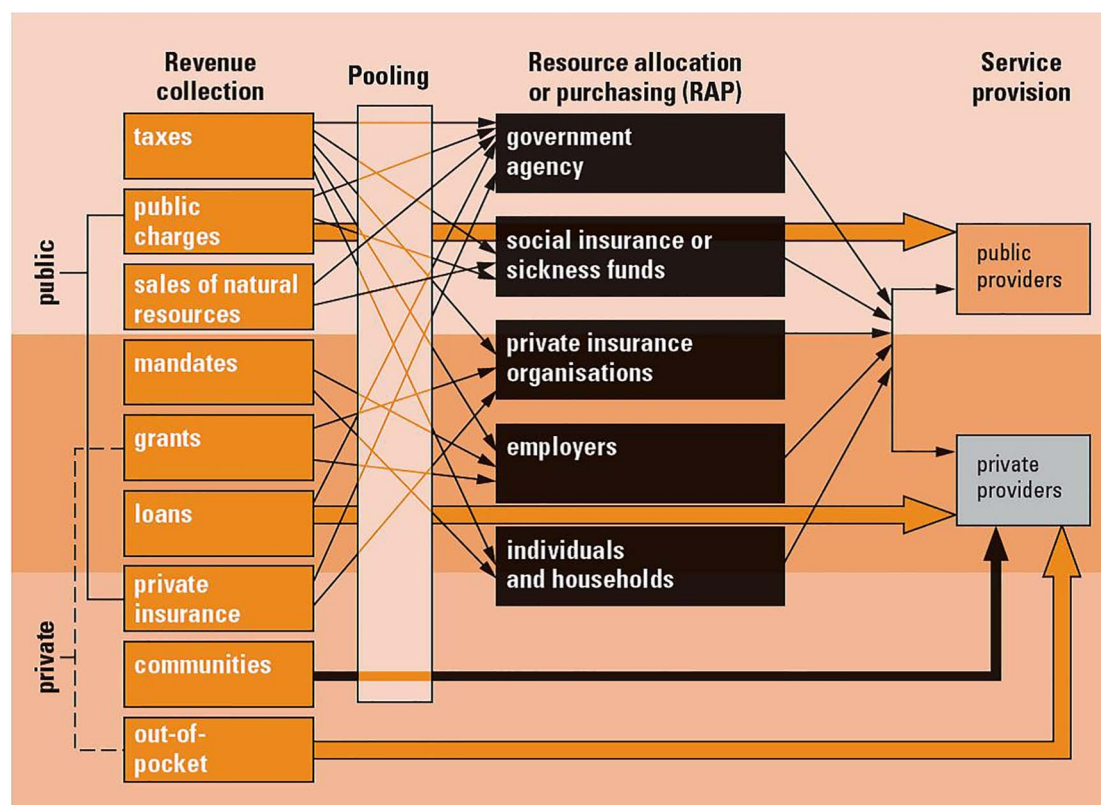 Revenue
collection
Pooling
Resource allocation
or purchasing (RAP)
Service
provision
public
private
taxes
public
charges
sales of natural
resources
mandates
grants
loans
private
insurance
communities
out-of-
pocket
government
agency
social insurance or
sickness funds
private insurance
organisations
employers
individuals
and households
public
providers
private
providers